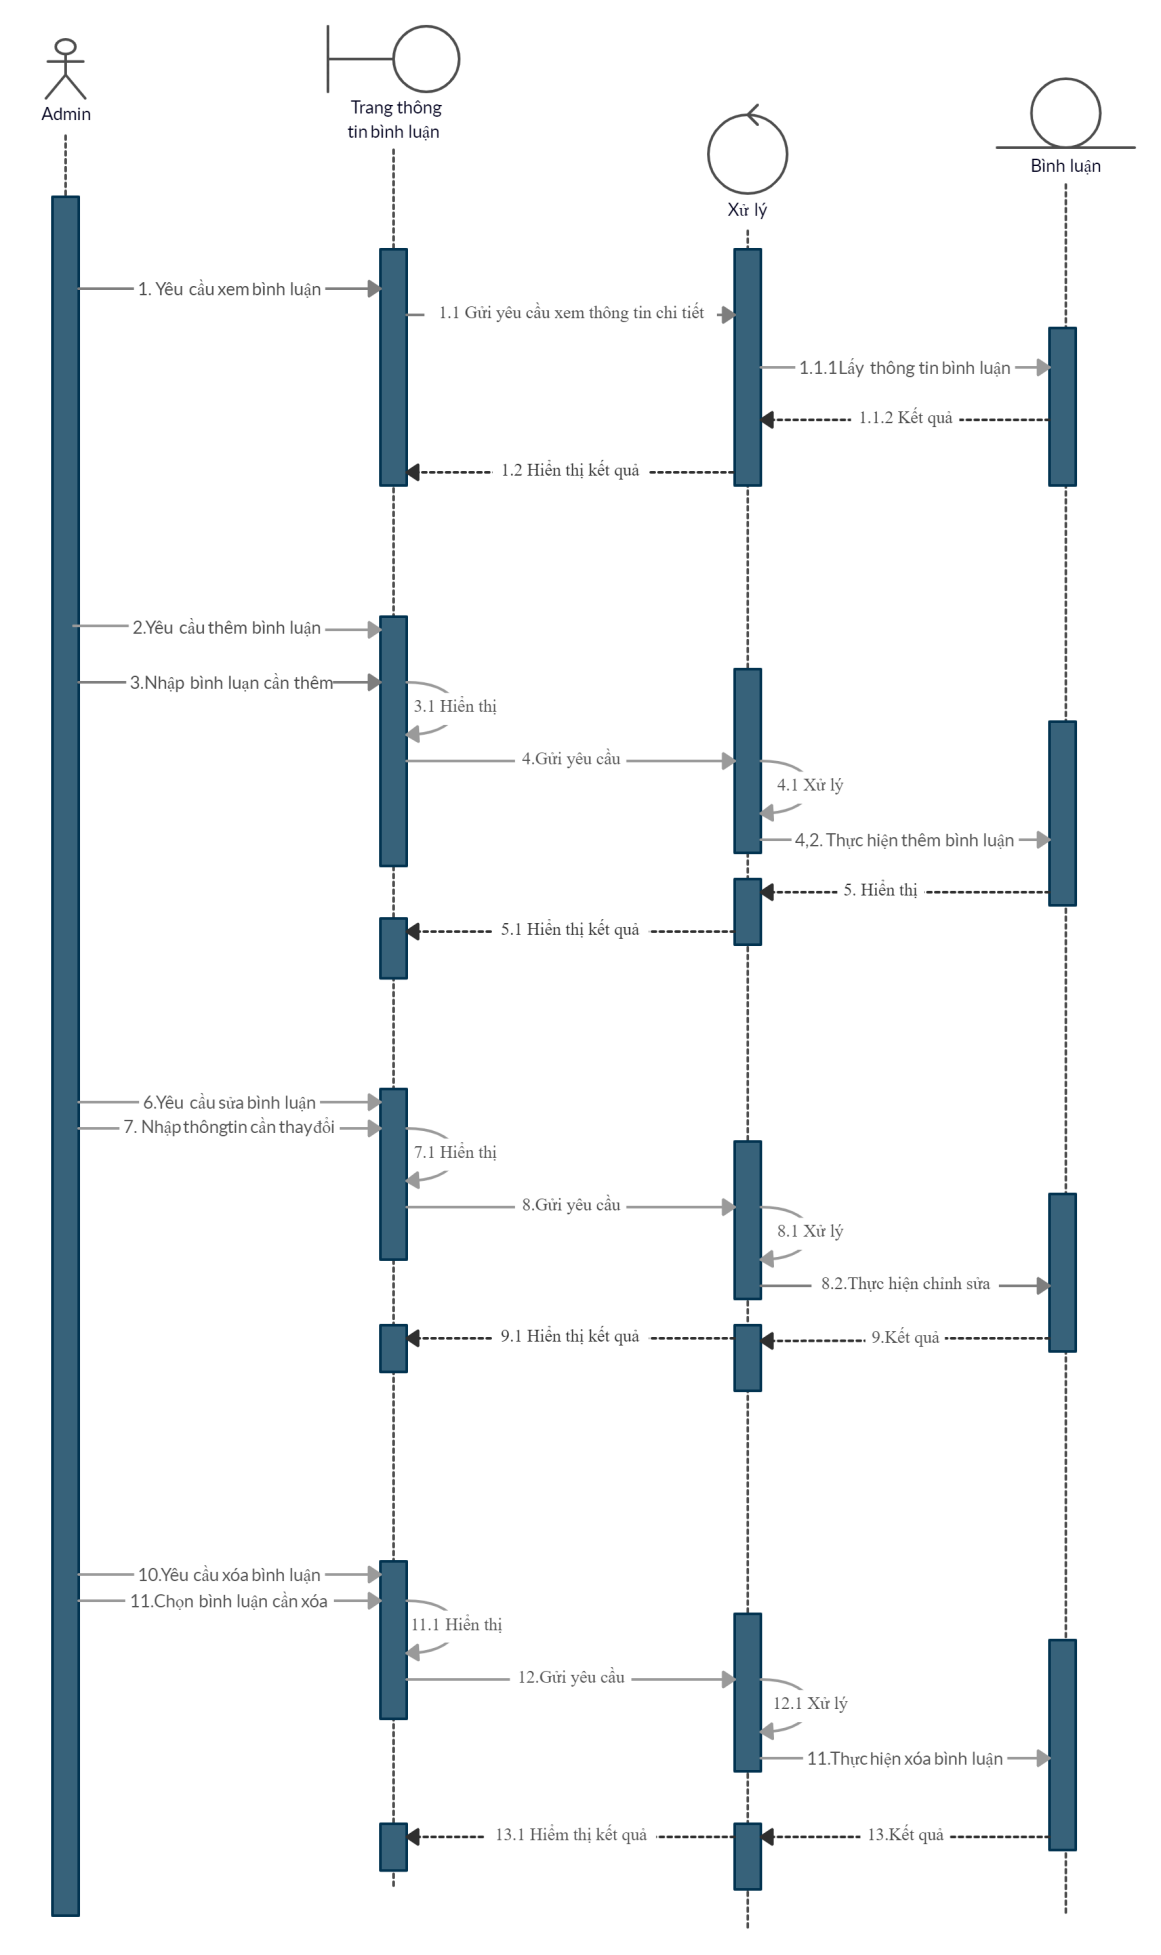 Admin
Trang thông
tin bình luận
Xử lý
Bình luận
1. Yêu cầu xem bình luận
1.1 Gửi yêu cầu xem thông tin chi tiết
1.1.1Lấy thông tin bình luận
1.1.2 Kết quả
1.2 Hiển thị kết quả
2.Yêu cầu thêm bình luận
3.Nhập bình luạn cần thêm
3.1 Hiển thị
4.Gửi yêu cầu
4.1 Xử lý
4,2. Thực hiện thêm bình luận
5. Hiển thị
5.1 Hiển thị kết quả
6.Yêu cầu sửa bình luận
7. Nhập thông tin cần thay đổi
7.1 Hiển thị
8.Gửi yêu cầu
8.1 Xử lý
8.2.Thực hiện chỉnh sửa
9.1 Hiển thị kết quả
9.Kết quả
10.Yêu cầu xóa bình luận
11.Chọn bình luận cần xóa
11.1 Hiển thị
12.Gửi yêu cầu
12.1 Xử lý
11.Thực hiện xóa bình luận
13.1 Hiểm thị kết quả
13.Kết quả